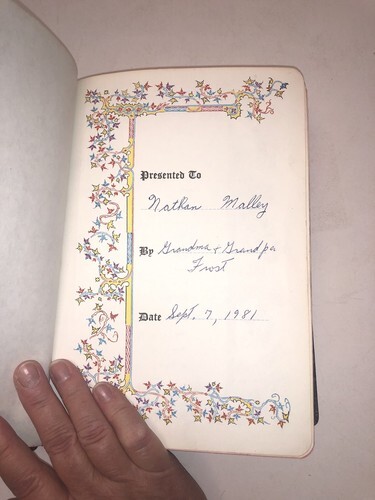 Presented To
Nathan Malley
By Grandma & Grandpa
Frost
Date Sept. 7, 1981